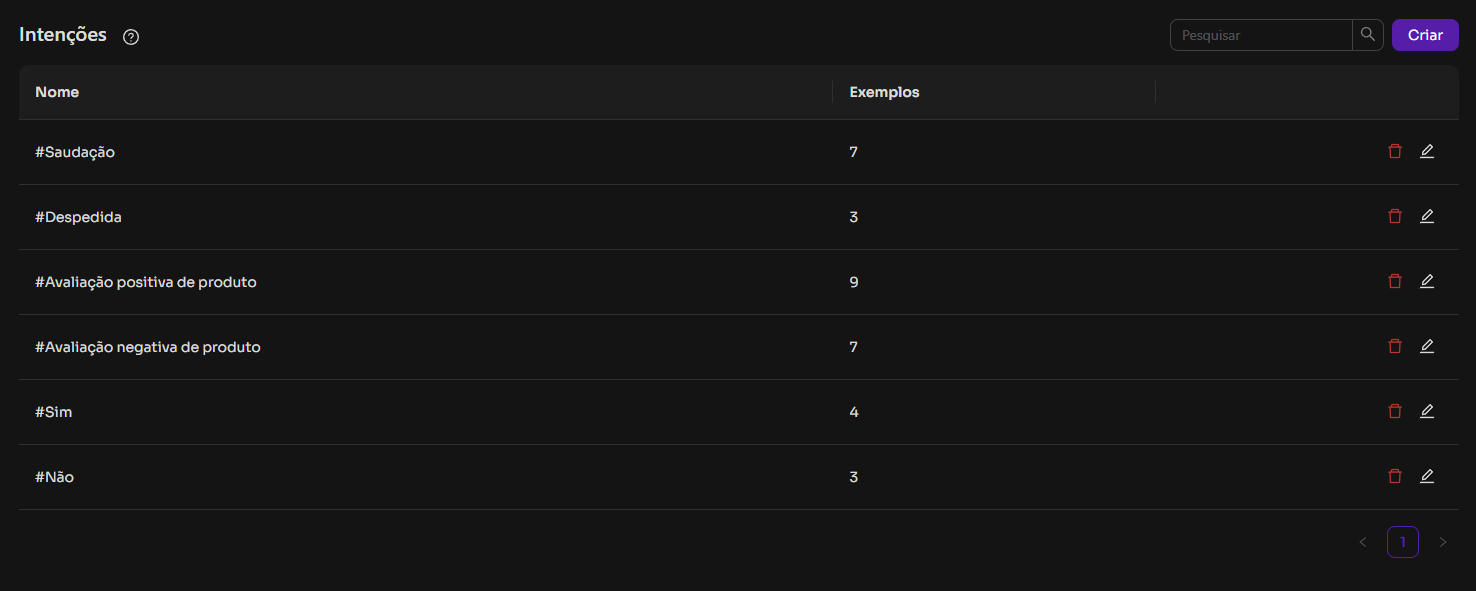 Intenções ?
Pesquisar
Criar
Nome Exemplos
#Saudação 7
#Despedida 3
#Avaliação positiva de produto 9
#Avaliação negativa de produto 7
#Sim 4
#Não 3
< 1 >